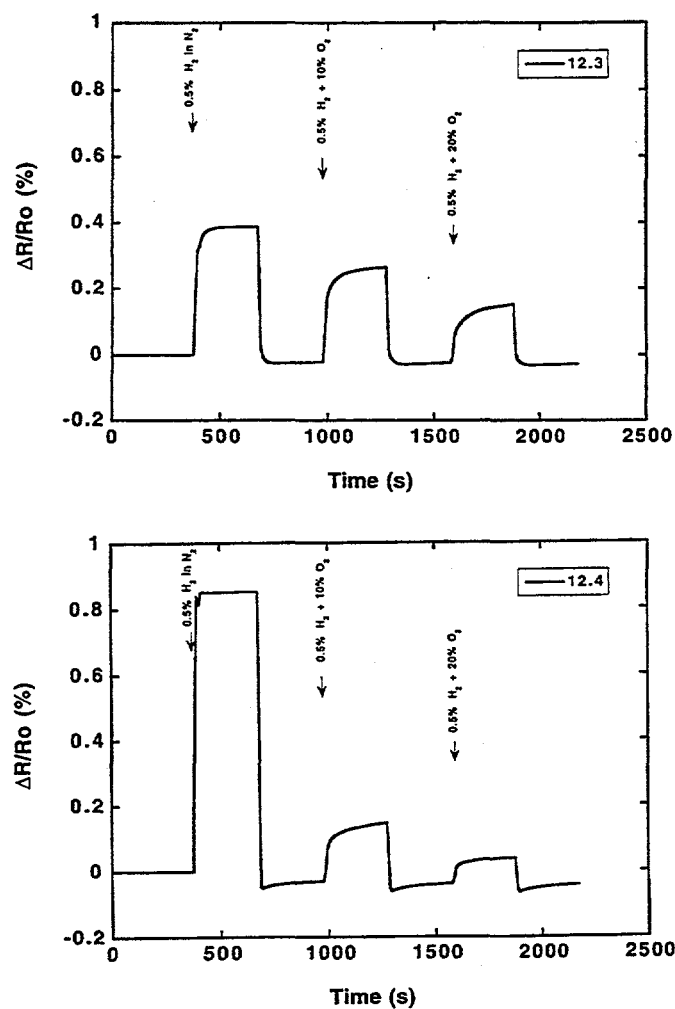 1
0.8
0.6
0.4
0.2
0
-0.2
ΔR/Ro (%)
0.5% H₂ in N₂
0.5% H₂ + 10% O₂
0.5% H₂ + 20% O₂
12.3
0 500 1000 1500 2000 2500
Time (s)
1
0.8
0.6
0.4
0.2
0
-0.2
ΔR/Ro (%)
0.5% H₂ in N₂
0.5% H₂ + 10% O₂
0.5% H₂ + 20% O₂
12.4
0 500 1000 1500 2000 2500
Time (s)